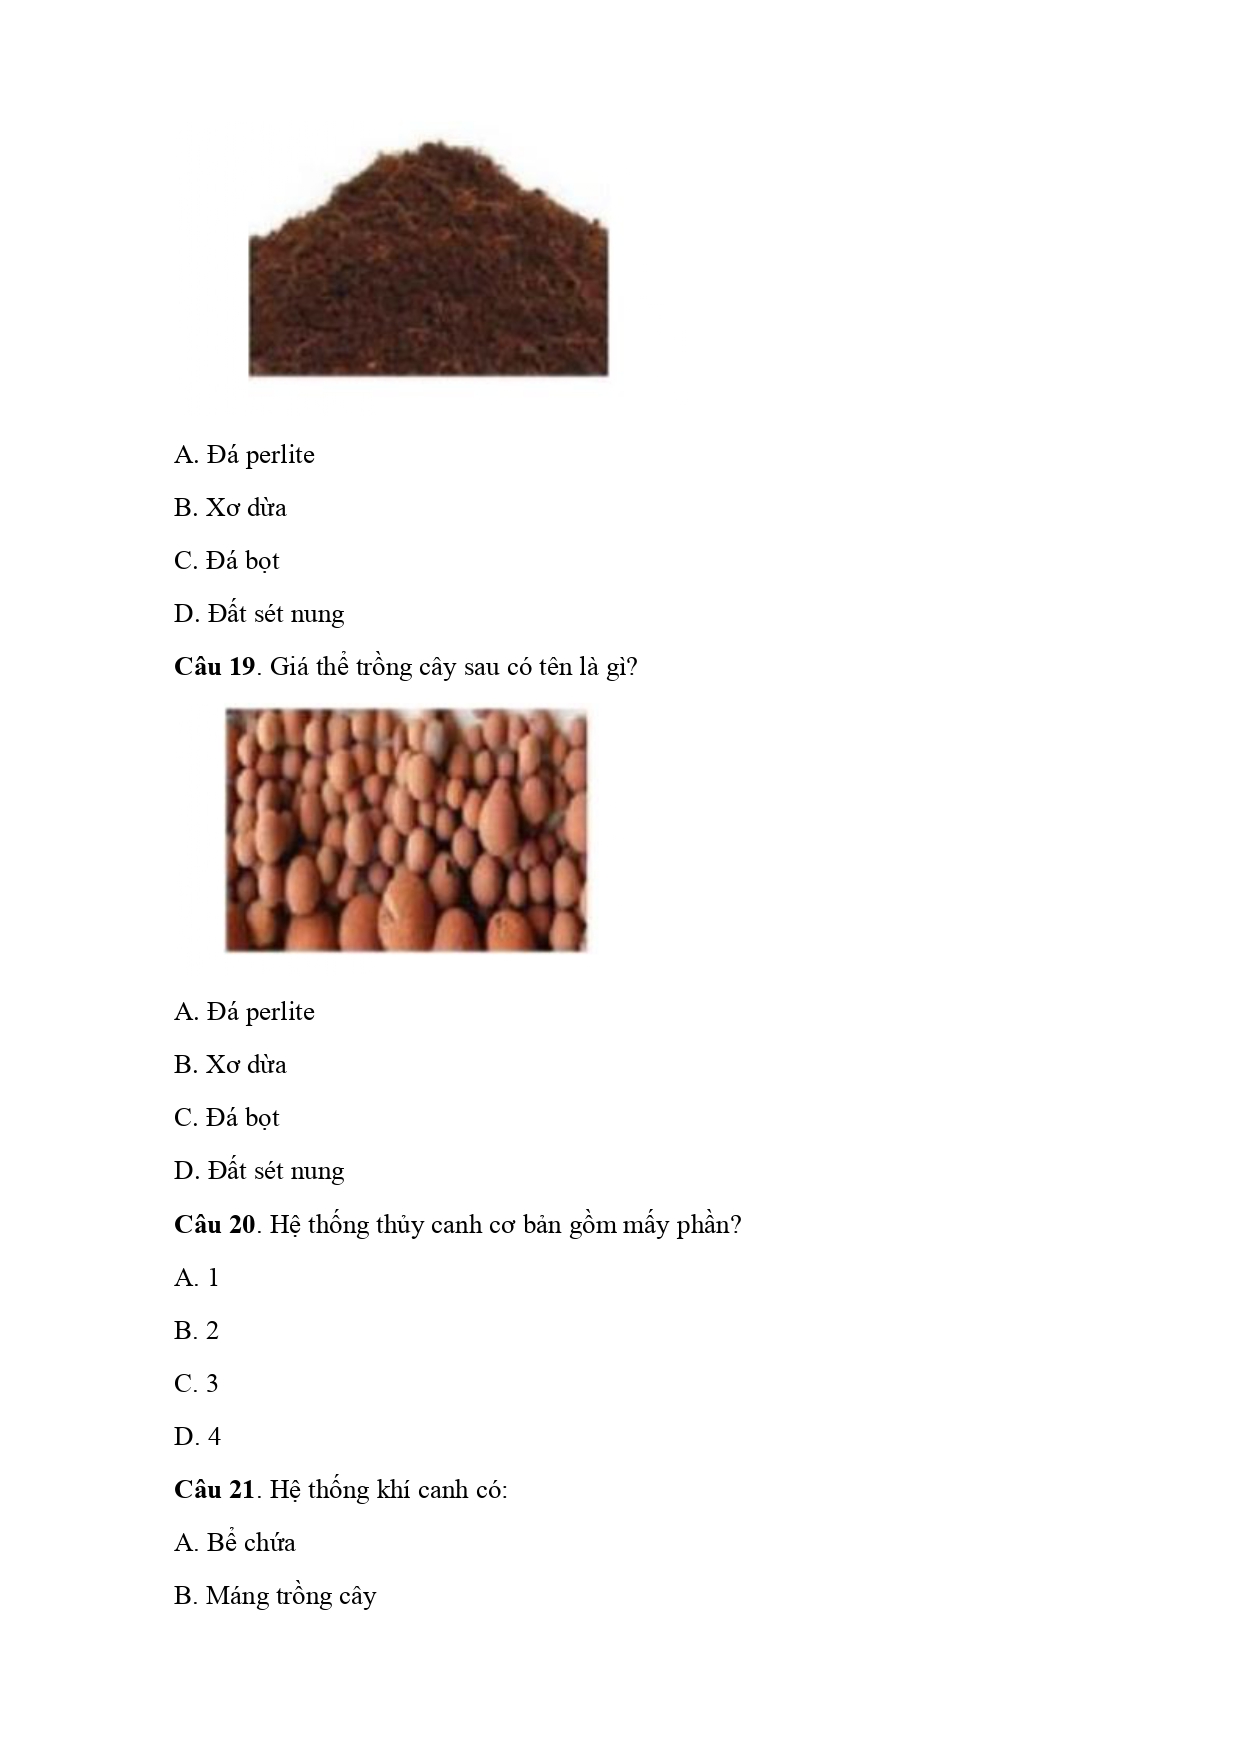 A. Đá perlite
B. Xơ dừa
C. Đá bọt
D. Đất sét nung
Câu 19. Giá thể trồng cây sau có tên là gì?
A. Đá perlite
B. Xơ dừa
C. Đá bọt
D. Đất sét nung
Câu 20. Hệ thống thủy canh cơ bản gồm mấy phần?
A. 1
B. 2
C. 3
D. 4
Câu 21. Hệ thống khí canh có:
A. Bể chứa
B. Máng trồng cây